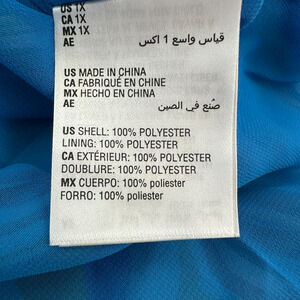 US 1X
CA 1X
MX 1X
AE قياس واسع 1 اكس
US MADE IN CHINA
CA FABRIQUÉ EN CHINE
MX HECHO EN CHINA
AE صُنع في الصين
US SHELL: 100% POLYESTER
LINING: 100% POLYESTER
CA EXTÉRIEUR: 100% POLYESTER
DOUBLURE: 100% POLYESTER
MX CUERPO: 100% poliester
FORRO: 100% poliester